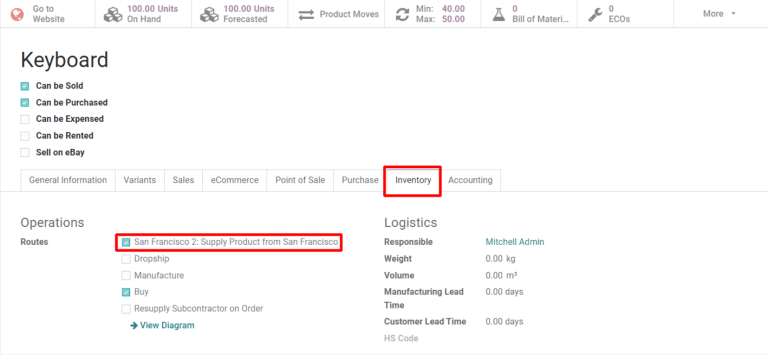 Go to
Website
100.00 Units
On Hand
100.00 Units
Forecasted
Product Moves
Min: 40.00
Max: 50.00
0
Bill of Materi...
0
ECOs
More
Keyboard
Can be Sold
Can be Purchased
Can be Expensed
Can be Rented
Sell on eBay
General Information
Variants
Sales
eCommerce
Point of Sale
Purchase
Inventory
Accounting
Operations
Routes
San Francisco 2: Supply Product from San Francisco
Dropship
Manufacture
Buy
Resupply Subcontractor on Order
View Diagram
Logistics
Responsible Mitchell Admin
Weight 0.00 kg
Volume 0.00 m³
Manufacturing Lead 0.00 days
Time
Customer Lead Time 0.00 days
HS Code